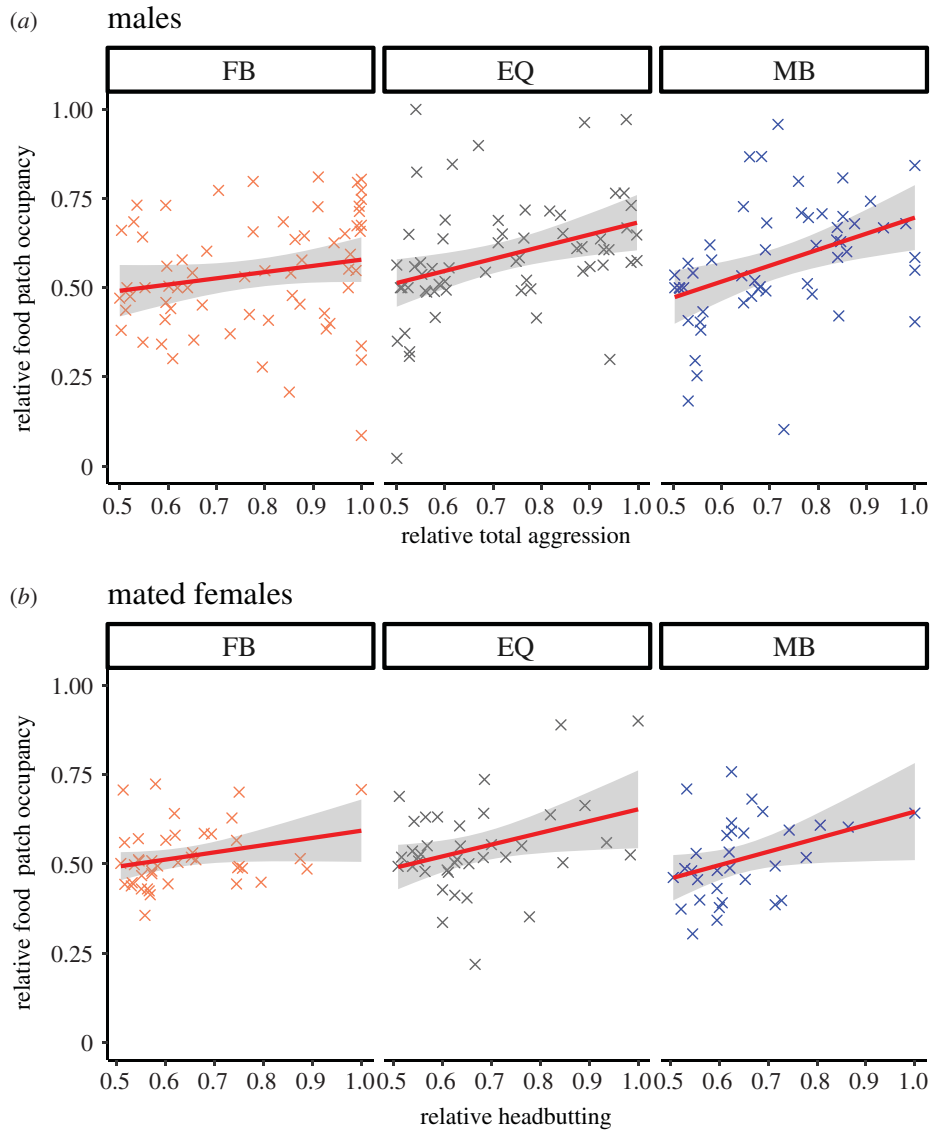 (a) males
FB EQ MB
1.00
0.75
0.50
0.25
0
relative food patch occupancy
0.5 0.6 0.7 0.8 0.9 1.0 0.5 0.6 0.7 0.8 0.9 1.0 0.5 0.6 0.7 0.8 0.9 1.0
relative total aggression
(b) mated females
FB EQ MB
1.00
0.75
0.50
0.25
0
relative food patch occupancy
0.5 0.6 0.7 0.8 0.9 1.0 0.5 0.6 0.7 0.8 0.9 1.0 0.5 0.6 0.7 0.8 0.9 1.0
relative headbutting